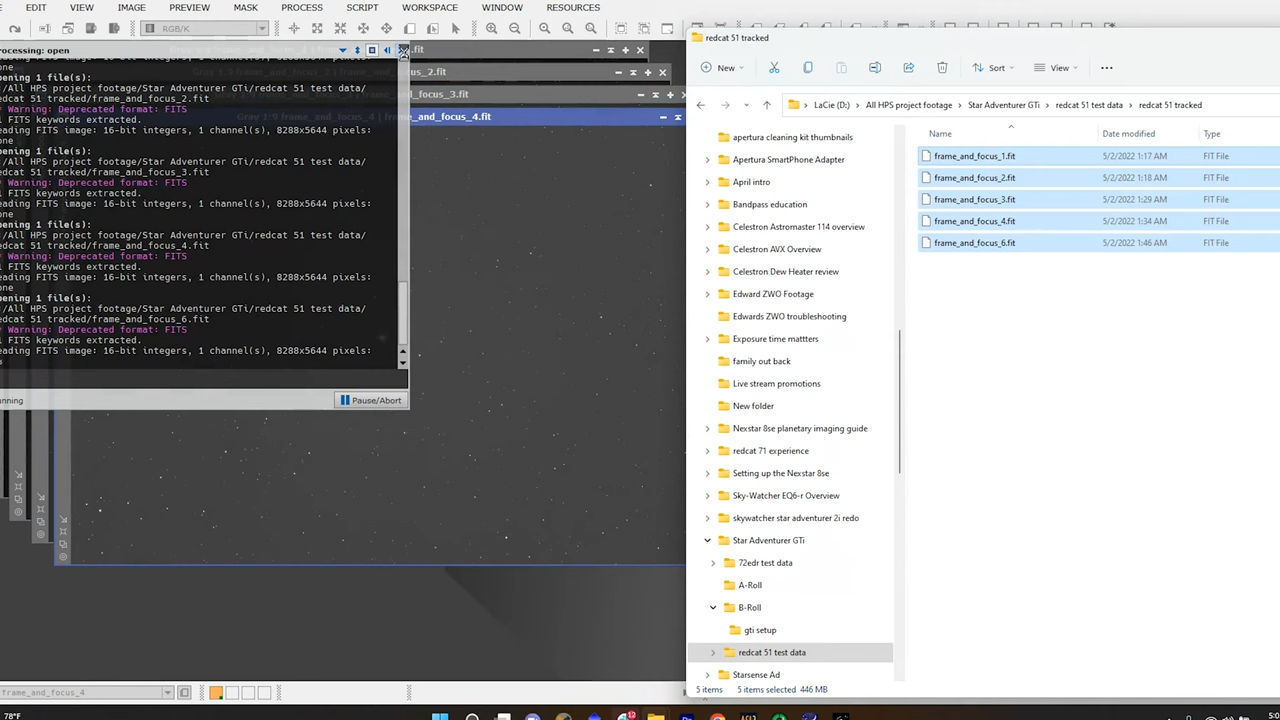 EDIT VIEW IMAGE PREVIEW MASK PROCESS SCRIPT WORKSPACE WINDOW RESOURCES
RGB/K
rocessing: open
one
pening 1 file(s):
/All HPS project footage/Star Adventurer GTi/redcat 51 test data/
edcat 51 tracked/frame_and_focus_2.fit
* Warning: Deprecated format: FITS
l FITS keywords extracted.
eading FITS image: 16-bit integers, 1 channel(s), 8288x5644 pixels:
one
pening 1 file(s):
/All HPS project footage/Star Adventurer GTi/redcat 51 test data/
edcat 51 tracked/frame_and_focus_3.fit
* Warning: Deprecated format: FITS
l FITS keywords extracted.
eading FITS image: 16-bit integers, 1 channel(s), 8288x5644 pixels:
one
pening 1 file(s):
/All HPS project footage/Star Adventurer GTi/redcat 51 test data/
edcat 51 tracked/frame_and_focus_4.fit
* Warning: Deprecated format: FITS
l FITS keywords extracted.
eading FITS image: 16-bit integers, 1 channel(s), 8288x5644 pixels:
one
pening 1 file(s):
/All HPS project footage/Star Adventurer GTi/redcat 51 test data/
edcat 51 tracked/frame_and_focus_6.fit
* Warning: Deprecated format: FITS
l FITS keywords extracted.
eading FITS image: 16-bit integers, 1 channel(s), 8288x5644 pixels:
nning
Pause/Abort
.fit
_2.fit
d_focus_3.fit
Gray 1:9 frame_and_focus_4 | frame_and_focus_4.fit
frame_and_focus_4
78°F
redcat 51 tracked
New Sort View
LaCie (D:) All HPS project footage Star Adventurer GTi redcat 51 test data redcat 51 tracked
apertura cleaning kit thumbnails
Apertura SmartPhone Adapter
April intro
Bandpass education
Celestron Astromaster 114 overview
Celestron AVX Overview
Celestron Dew Heater review
Edward ZWO Footage
Edwards ZWO troubleshooting
Exposure time mattters
family out back
Live stream promotions
New folder
Nexstar 8se planetary imaging guide
redcat 71 experience
Setting up the Nexstar 8se
Sky-Watcher EQ6-r Overview
skywatcher star adventurer 2i redo
Star Adventurer GTi
72edr test data
A-Roll
B-Roll
gti setup
redcat 51 test data
Starsense Ad
Name Date modified Type
frame_and_focus_1.fit 5/2/2022 1:17 AM FIT File
frame_and_focus_2.fit 5/2/2022 1:18 AM FIT File
frame_and_focus_3.fit 5/2/2022 1:29 AM FIT File
frame_and_focus_4.fit 5/2/2022 1:34 AM FIT File
frame_and_focus_6.fit 5/2/2022 1:46 AM FIT File
5 items 5 items selected 446 MB